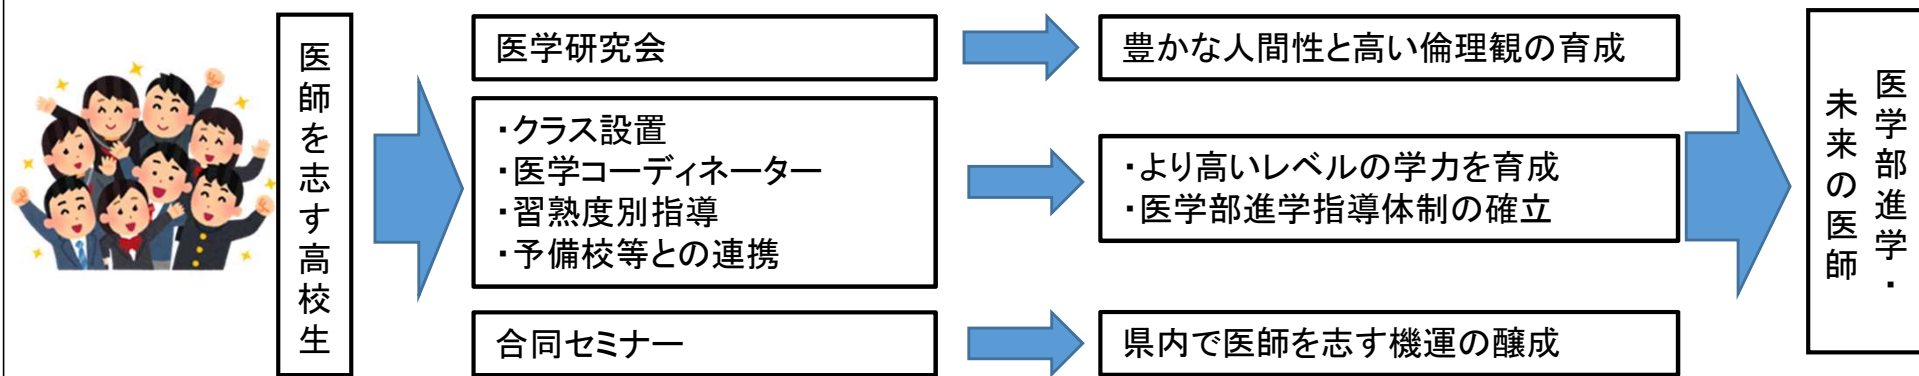 医師を志す高校生
医学研究会
・クラス設置
・医学コーディネーター
・習熟度別指導
・予備校等との連携
合同セミナー
豊かな人間性と高い倫理観の育成
・より高いレベルの学力を育成
・医学部進学指導体制の確立
県内で医師を志す機運の醸成
医学部進学・
未来の医師